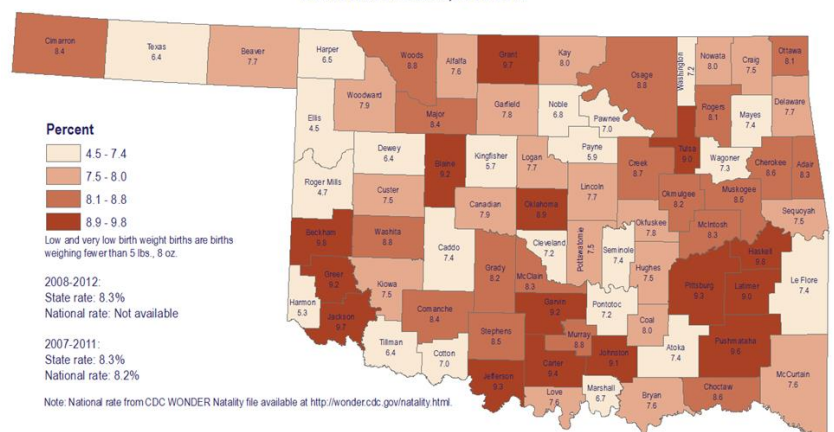 Cimarron
8.4
Texas
6.4
Beaver
7.7
Harper
6.5
Woods
8.8
Alfalfa
7.6
Grant
9.7
Kay
8.0
Osage
8.8
Washington
7.2
Nowata
8.0
Craig
7.5
Ottawa
8.1
Woodward
7.9
Major
8.4
Garfield
7.8
Noble
6.8
Pawnee
7.0
Rogers
8.1
Mayes
7.4
Delaware
7.7
Ellis
4.5
Dewey
6.4
Blaine
9.2
Kingfisher
5.7
Logan
7.7
Payne
5.9
Creek
8.7
Tulsa
9.0
Wagoner
7.3
Cherokee
8.6
Adair
8.3
Roger Mills
4.7
Custer
7.5
Canadian
7.9
Oklahoma
8.9
Lincoln
7.7
Okmulgee
8.2
Muskogee
8.5
Sequoyah
7.5
Beckham
Washita
8.8
Caddo
7.4
Cleveland
7.2
Pottawatomie
7.5
Seminole
7.4
Okfuskee
7.8
McIntosh
8.3
Haskell
Greer
9.2
Kiowa
7.5
Grady
8.2
McClain
8.3
Hughes
7.5
Pittsburg
9.3
Latimer
9.0
Le Flore
7.4
Harmon
5.3
Jackson
9.7
Comanche
8.4
Garvin
9.2
Pontotoc
7.2
Coal
8.0
Tillman
6.4
Cotton
7.0
Stephens
8.5
Murray
8.8
Johnston
9.1
Atoka
7.4
Pushmataha
Jefferson
9.3
Carter
9.4
Love
7.6
Marshall
6.7
Bryan
7.6
Choctaw
8.6
McCurtain
7.6
Percent
4.5 - 7.4
7.5 - 8.0
8.1 - 8.8
8.9 - 9.8
Low and very low birth weight births are births
weighing fewer than 5 lbs., 8 oz.
2008-2012:
State rate: 8.3%
National rate: Not available
2007-2011:
State rate: 8.3%
National rate: 8.2%
Note: National rate from CDC WONDER Natality file available at http://wonder.cdc.gov/natality.html.